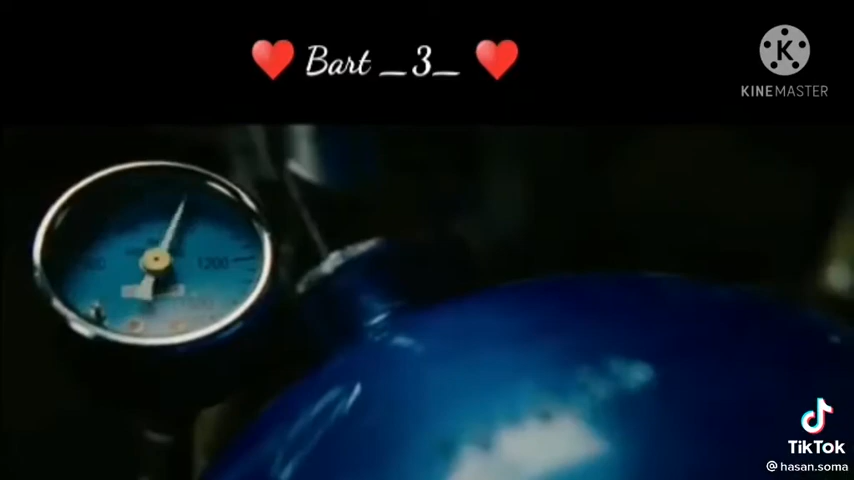 ❤️ Bart _3_ ❤️
K
KINEMASTER
1200
TikTok
@hasan.soma